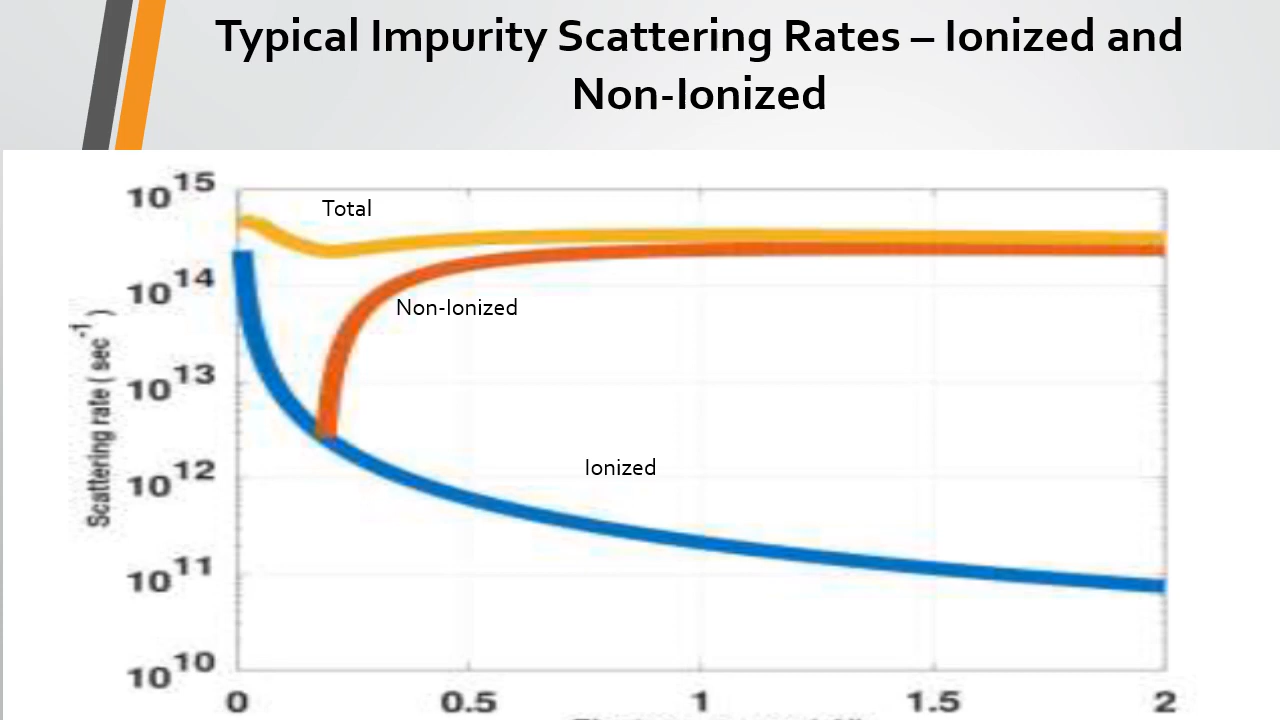 Typical Impurity Scattering Rates – Ionized and
Non-Ionized
10^15
Total
10^14
Non-Ionized
Scattering rate ( sec^-1 )
10^13
10^12
Ionized
10^11
10^10
0 0.5 1 1.5 2